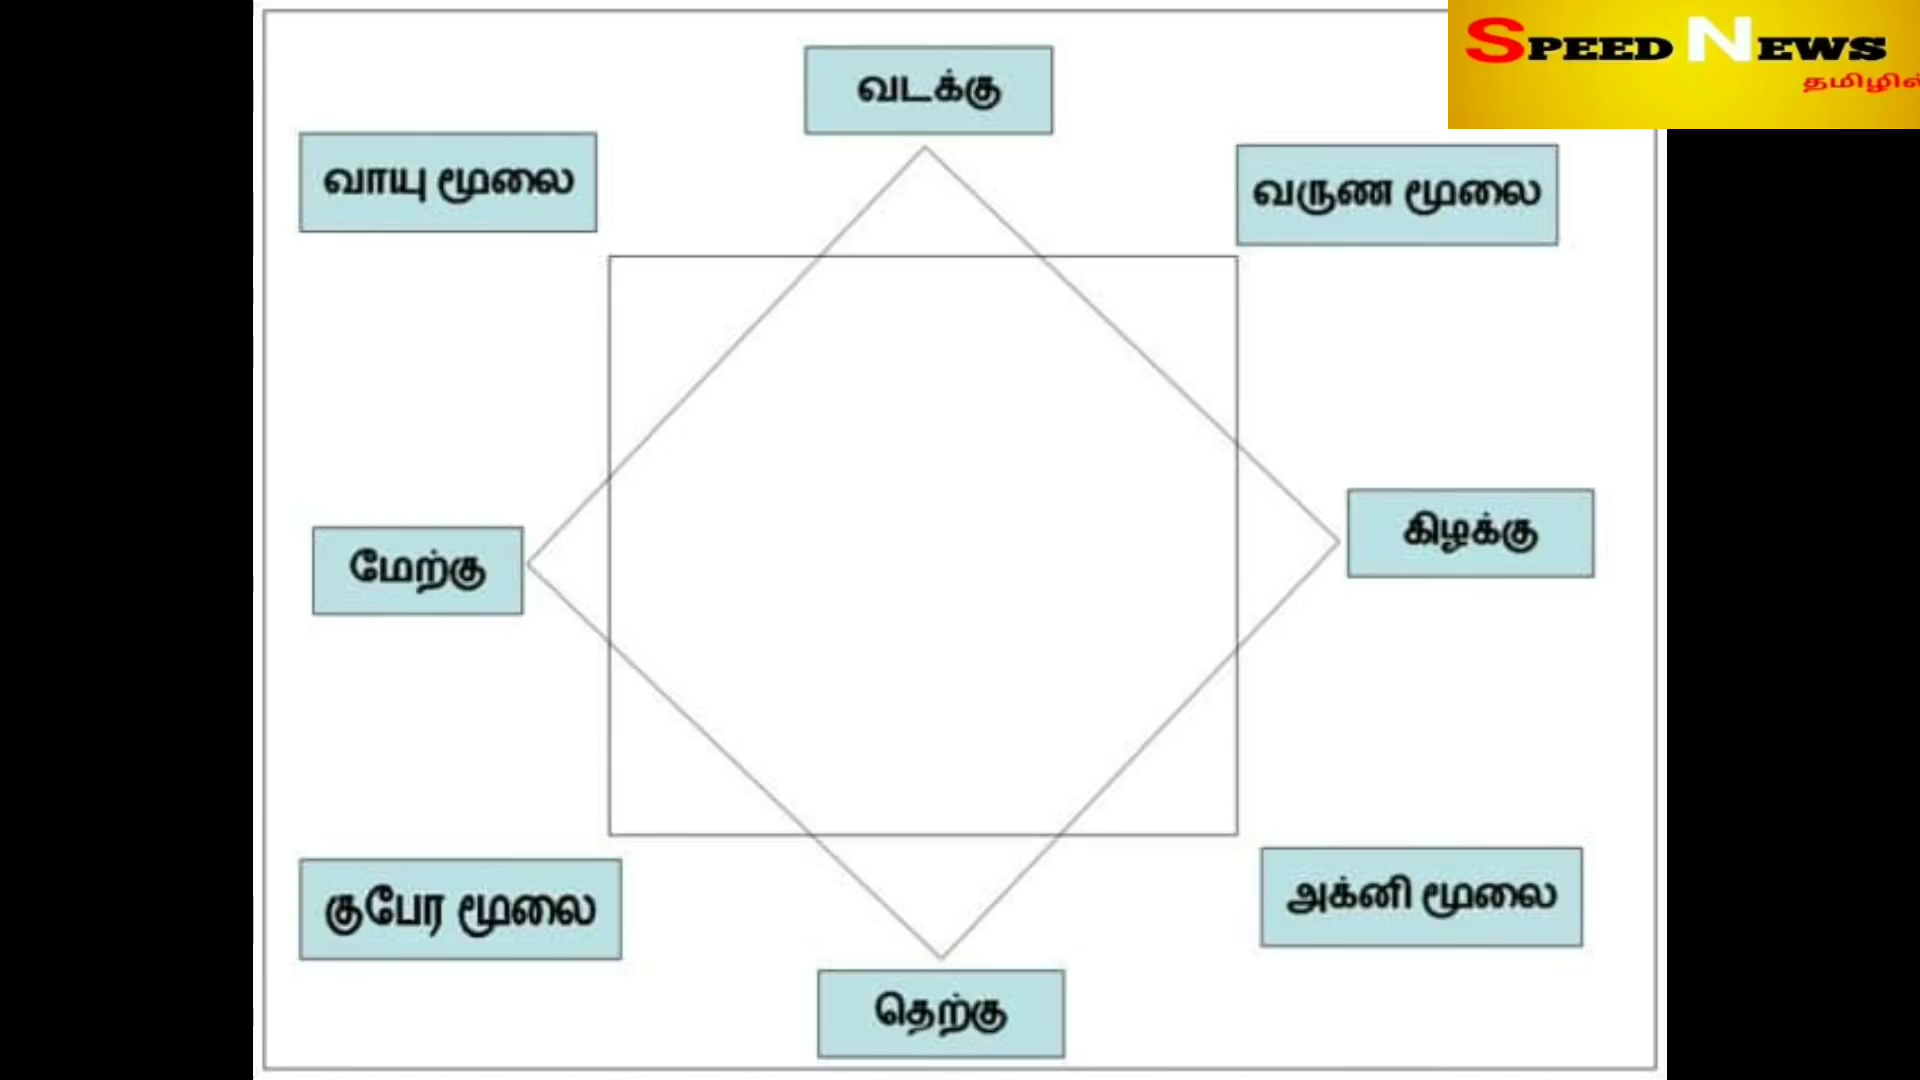 SPEED NEWS
தமிழில்
வடக்கு
வாயு மூலை
வருண மூலை
மேற்கு
கிழக்கு
குபேர மூலை
அக்னி மூலை
தெற்கு